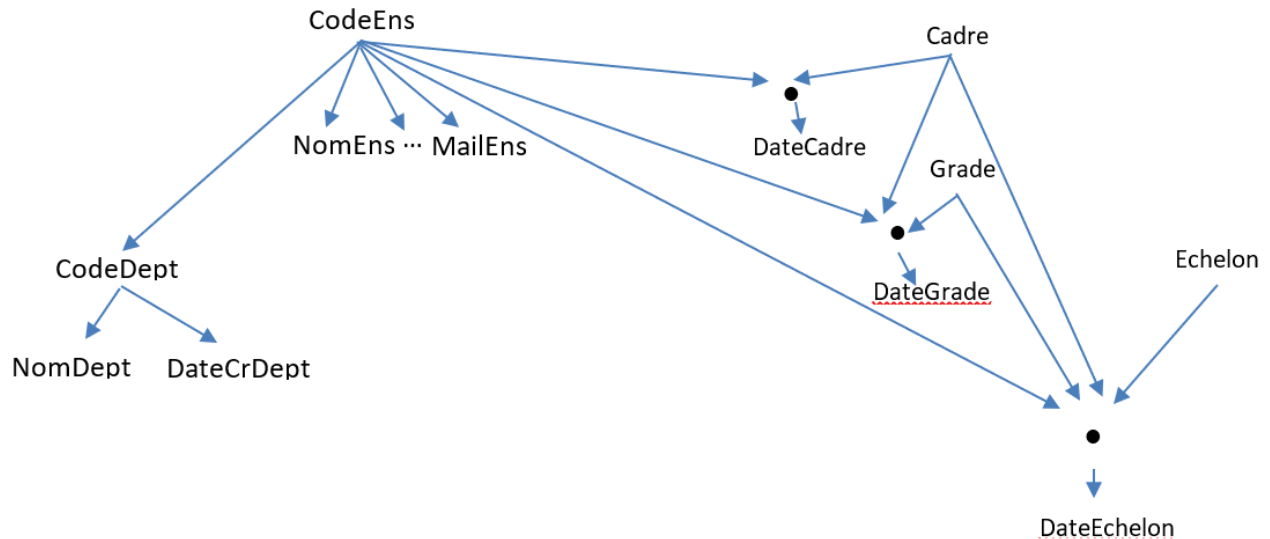 CodeEns
Cadre
NomEns ... MailEns
DateCadre
Grade
CodeDept
Echelon
DateGrade
NomDept DateCrDept
DateEchelon